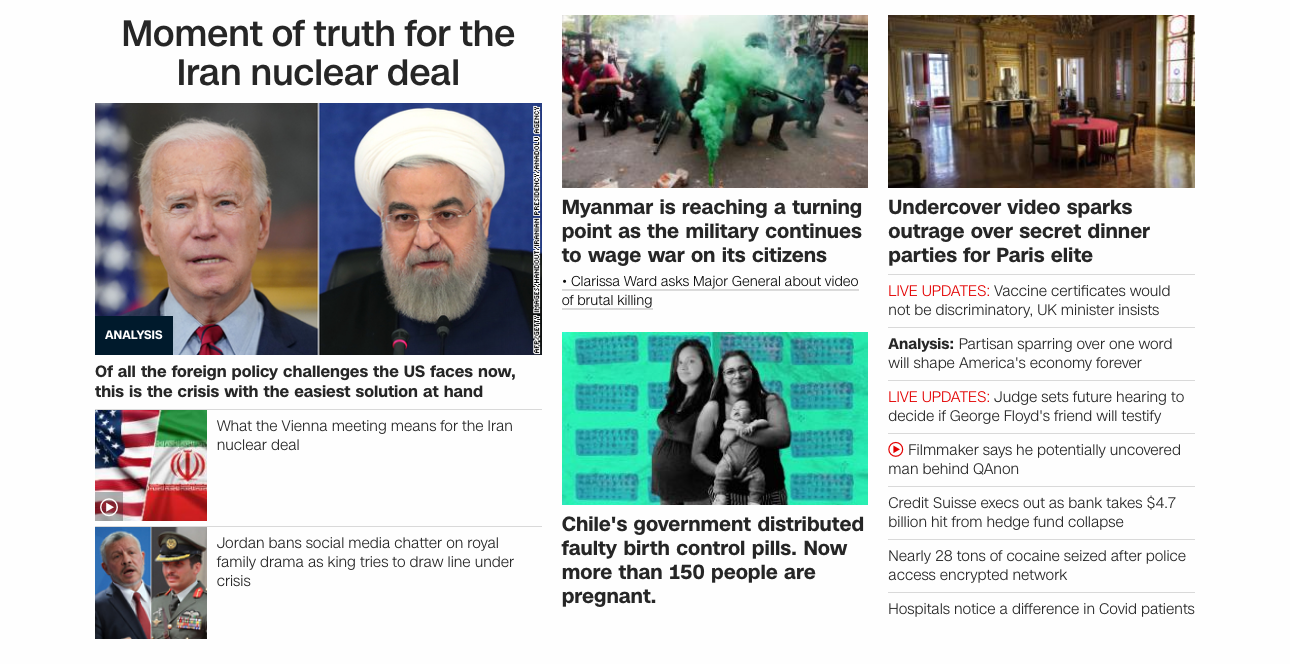 Moment of truth for the
Iran nuclear deal
AFP/GETTY IMAGES/HANDOUT/IRANIAN PRESIDENCY/ANADOLU AGENCY
ANALYSIS
Of all the foreign policy challenges the US faces now,
this is the crisis with the easiest solution at hand
What the Vienna meeting means for the Iran
nuclear deal
Jordan bans social media chatter on royal
family drama as king tries to draw line under
crisis
Myanmar is reaching a turning
point as the military continues
to wage war on its citizens
• Clarissa Ward asks Major General about video
of brutal killing
Chile's government distributed
faulty birth control pills. Now
more than 150 people are
pregnant.
Undercover video sparks
outrage over secret dinner
parties for Paris elite
LIVE UPDATES: Vaccine certificates would
not be discriminatory, UK minister insists
Analysis: Partisan sparring over one word
will shape America's economy forever
LIVE UPDATES: Judge sets future hearing to
decide if George Floyd's friend will testify
Filmmaker says he potentially uncovered
man behind QAnon
Credit Suisse execs out as bank takes $4.7
billion hit from hedge fund collapse
Nearly 28 tons of cocaine seized after police
access encrypted network
Hospitals notice a difference in Covid patients